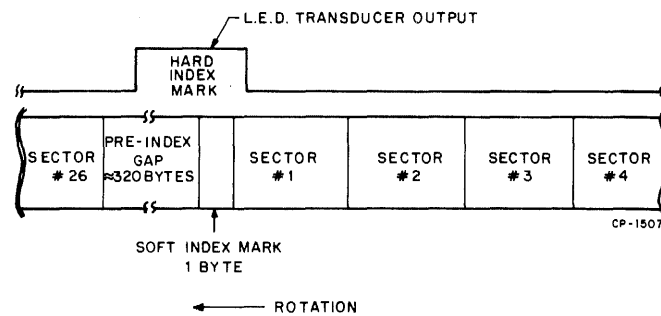 L.E.D. TRANSDUCER OUTPUT
HARD
INDEX
MARK
SECTOR
#26
PRE-INDEX
GAP
≈320 BYTES
SECTOR
#1
SECTOR
#2
SECTOR
#3
SECTOR
#4
CP-1507
SOFT INDEX MARK
1 BYTE
ROTATION